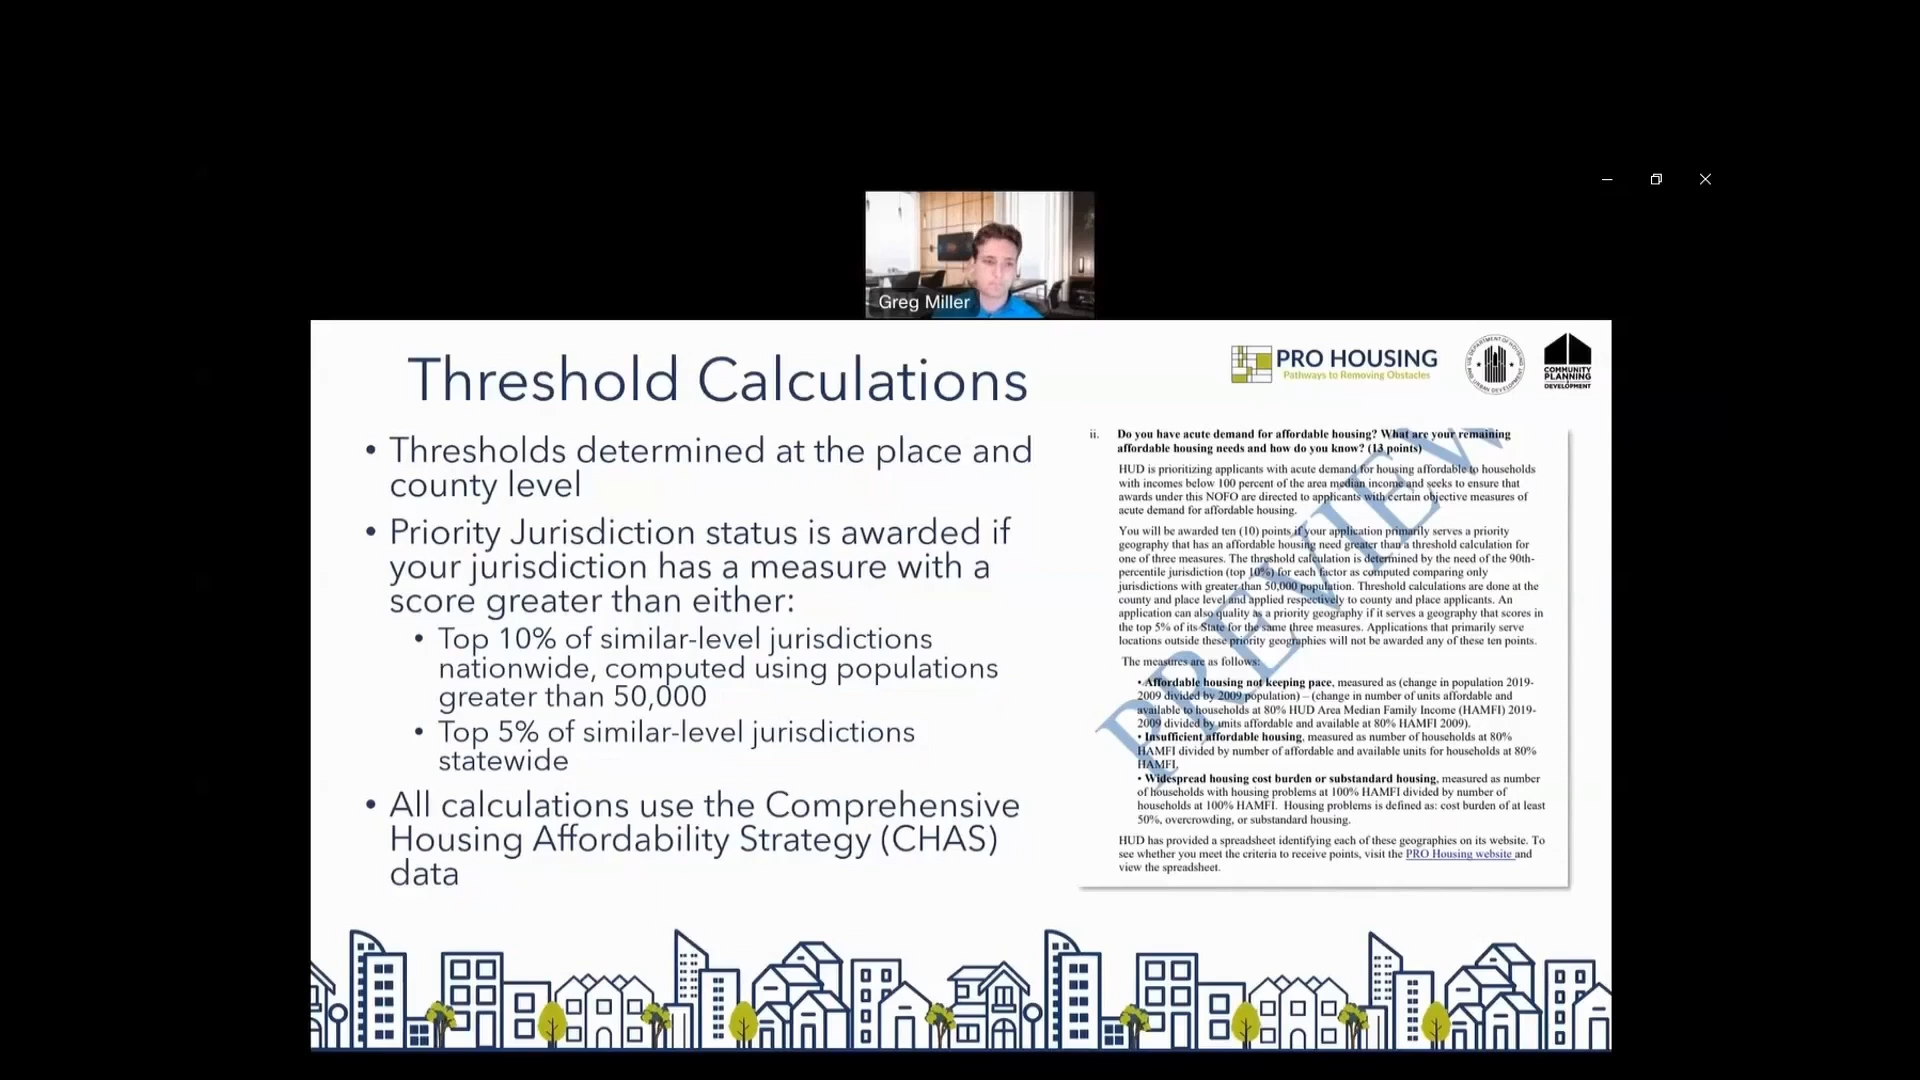 Greg Miller
Threshold Calculations
PRO HOUSING
Pathways to Removing Obstacles
COMMUNITY
PLANNING
DEVELOPMENT
• Thresholds determined at the place and
county level
• Priority Jurisdiction status is awarded if
your jurisdiction has a measure with a
score greater than either:
• Top 10% of similar-level jurisdictions
nationwide, computed using populations
greater than 50,000
• Top 5% of similar-level jurisdictions
statewide
• All calculations use the Comprehensive
Housing Affordability Strategy (CHAS)
data
ii. Do you have acute demand for affordable housing? What are your remaining
affordable housing needs and how do you know? (13 points)
HUD is prioritizing applicants with acute demand for housing affordable to households
with incomes below 100 percent of the area median income and seeks to ensure that
awards under this NOFO are directed to applicants with certain objective measures of
acute demand for affordable housing.
You will be awarded ten (10) points if your application primarily serves a priority
geography that has an affordable housing need greater than a threshold calculation for
one of three measures. The threshold calculation is determined by the need of the 90th-
percentile jurisdiction (top 10%) for each factor as computed comparing only
jurisdictions with greater than 50,000 population. Threshold calculations are done at the
county and place level and applied respectively to county and place applicants. An
application can also quality as a priority geography if it serves a geography that scores in
the top 5% of its State for the same three measures. Applications that primarily serve
locations outside these priority geographies will not be awarded any of these ten points.
The measures are as follows:
• Affordable housing not keeping pace, measured as (change in population 2019-
2009 divided by 2009 population) – (change in number of units affordable and
available to households at 80% HUD Area Median Family Income (HAMFI) 2019-
2009 divided by units affordable and available at 80% HAMFI 2009).
• Insufficient affordable housing, measured as number of households at 80%
HAMFI divided by number of affordable and available units for households at 80%
HAMFI.
• Widespread housing cost burden or substandard housing, measured as number
of households with housing problems at 100% HAMFI divided by number of
households at 100% HAMFI. Housing problems is defined as: cost burden of at least
50%, overcrowding, or substandard housing.
HUD has provided a spreadsheet identifying each of these geographies on its website. To
see whether you meet the criteria to receive points, visit the PRO Housing website and
view the spreadsheet.
PREVIEW